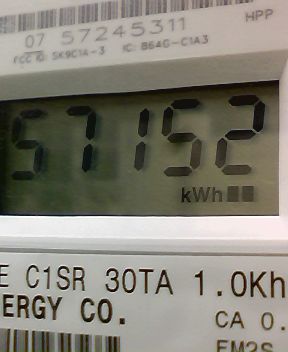 HPP
07 57245311
FCC ID: SK9C1A-3 IC: 864G-C1A3
57152
kWh
E C1SR 30TA 1.0Kh
ERGY CO.
CA 0.
FM2S